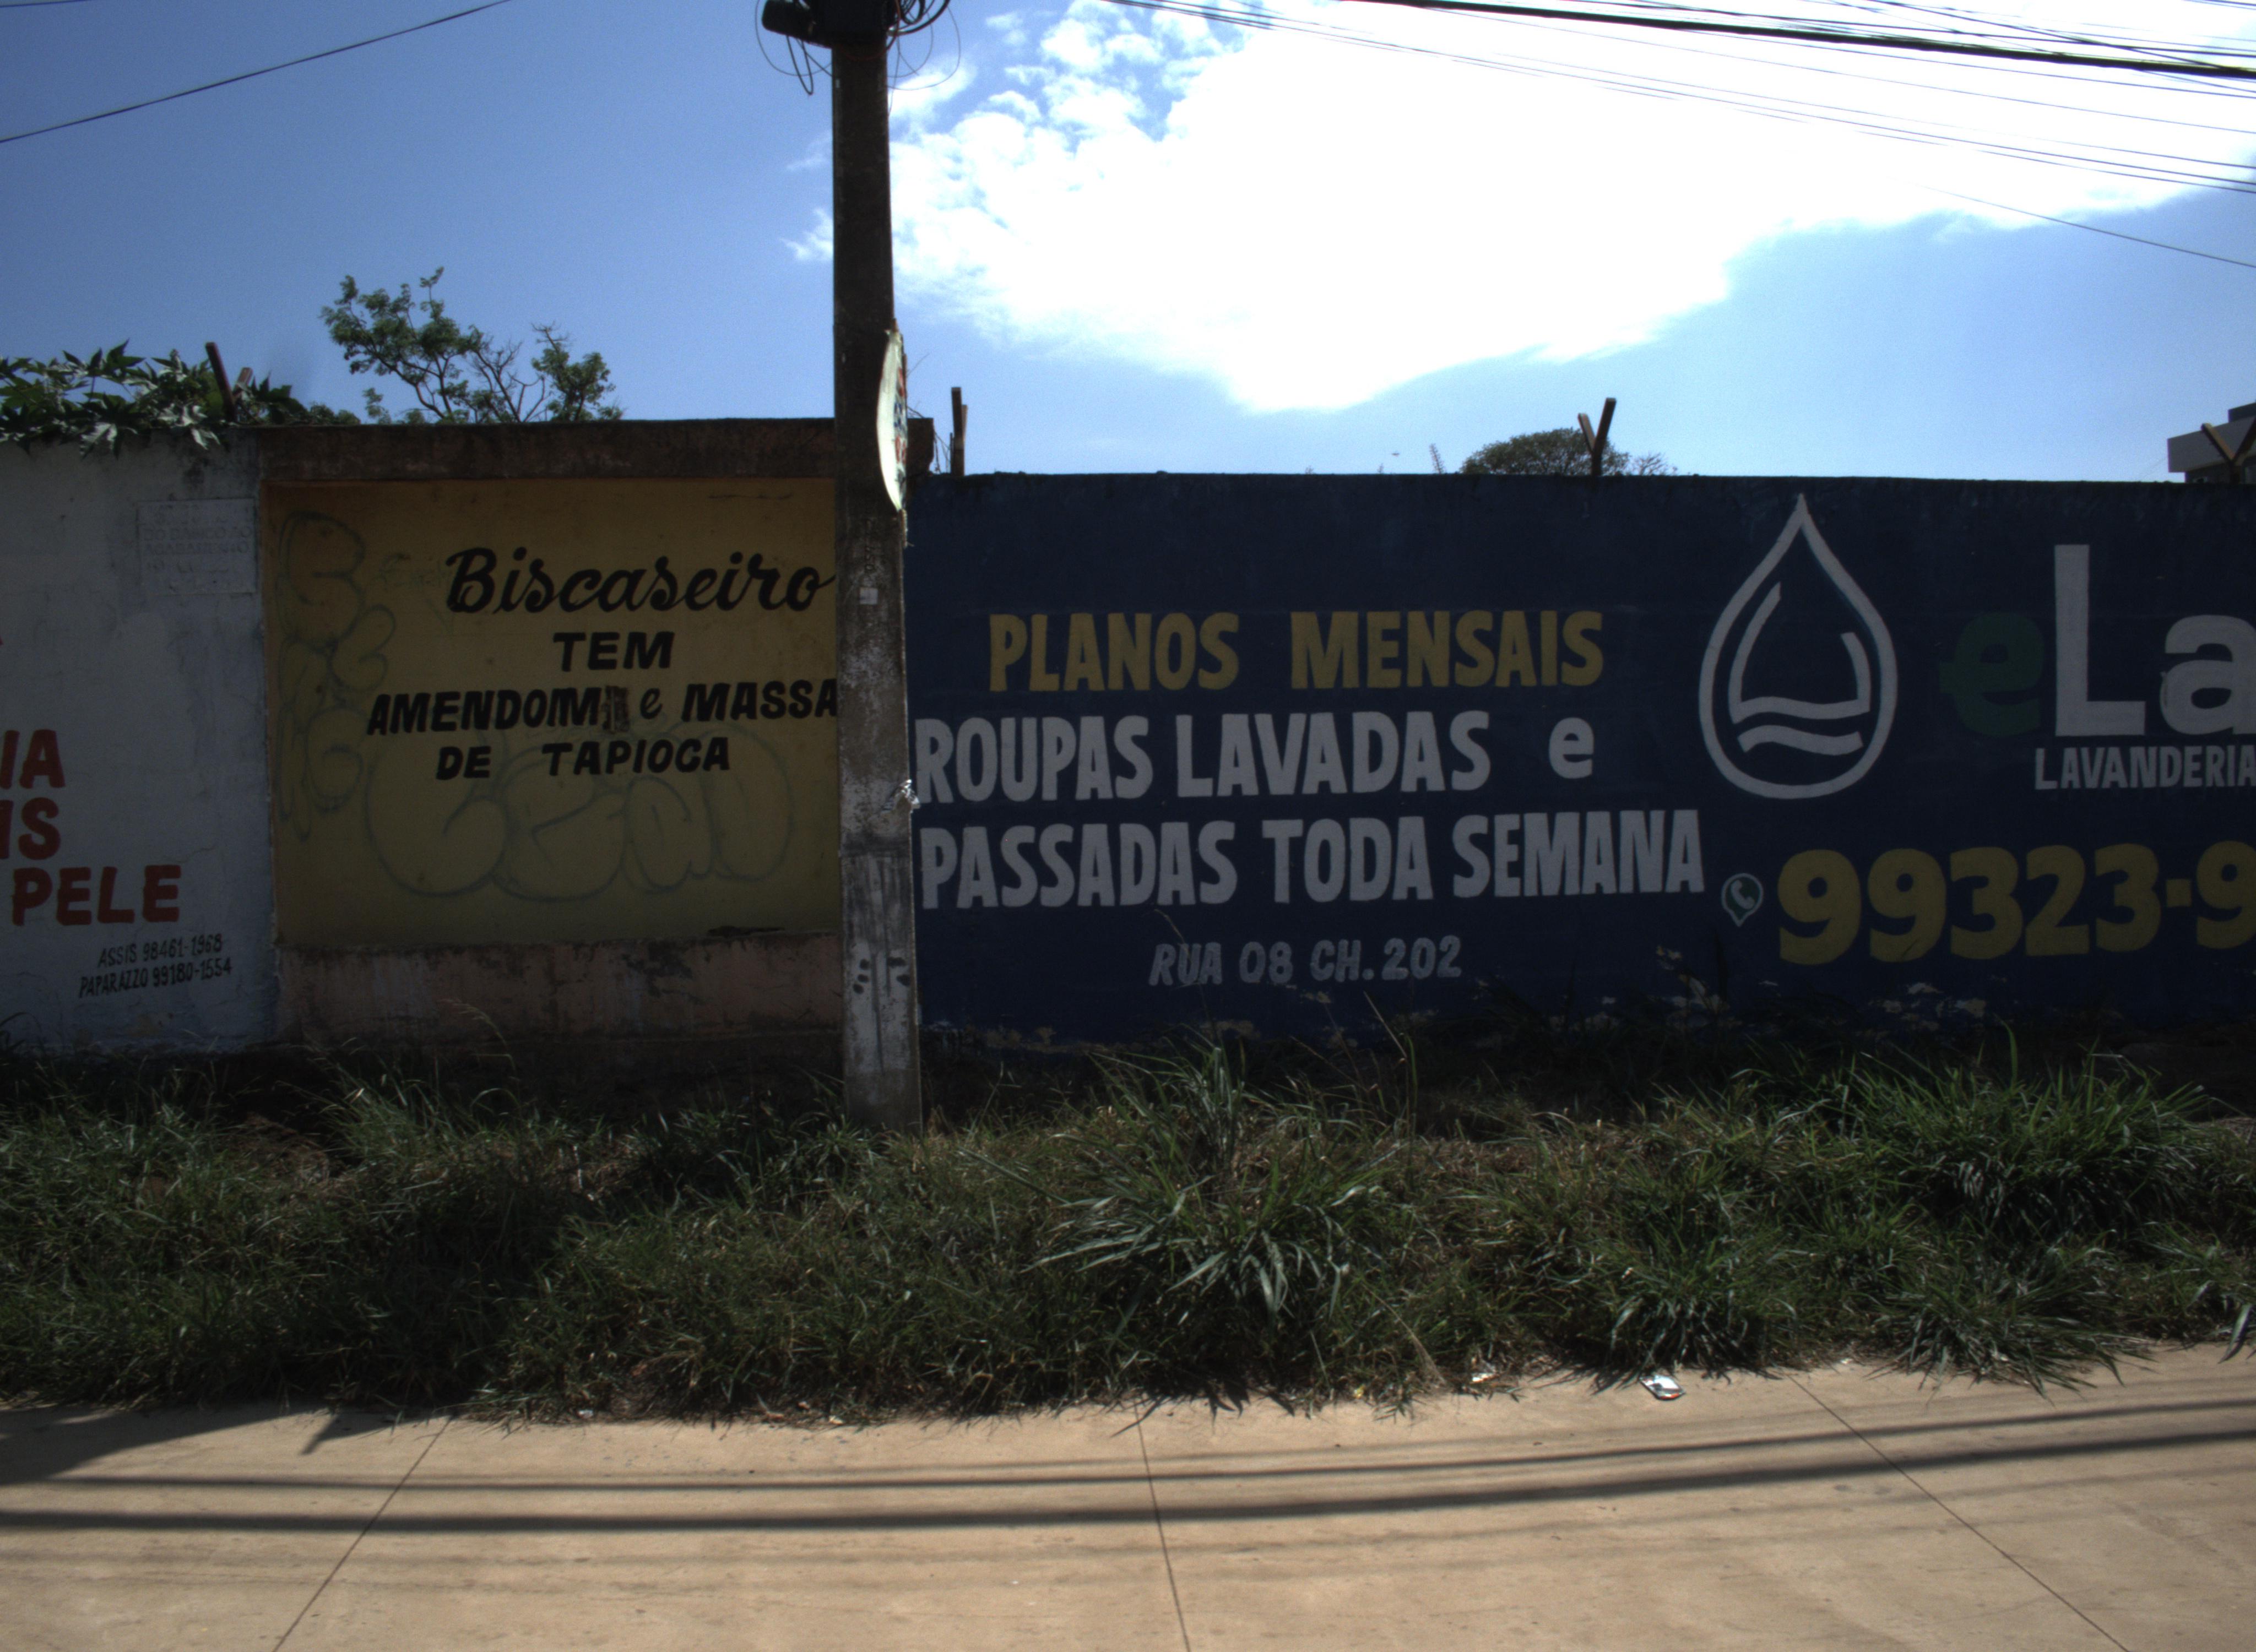 IA
IS
PELE
ASSIS 98461-1968
PAPARAZZO 99180-1554
Biscaseiro
TEM
AMENDOIM e MASSA
DE TAPIOCA
PLANOS MENSAIS
ROUPAS LAVADAS e
PASSADAS TODA SEMANA
RUA 08 CH.202
eLa
LAVANDERIA
99323-9